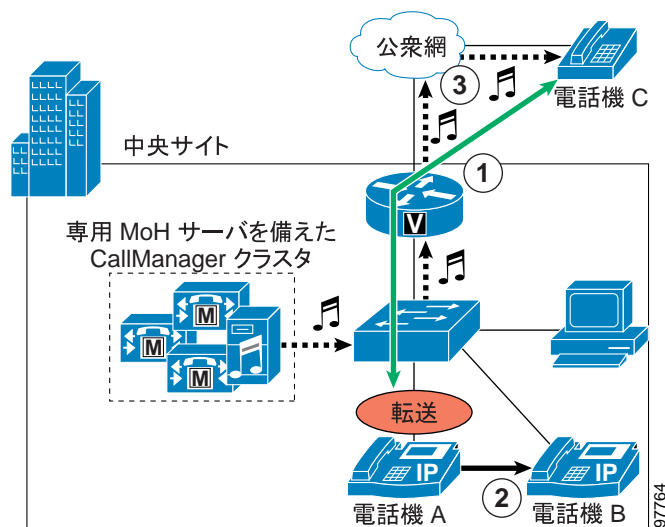 公衆網
③
電話機 C
中央サイト
①
V
専用 MoH サーバを備えた
CallManager クラスタ
M
M
M
転送
IP
IP
電話機 A
②
電話機 B